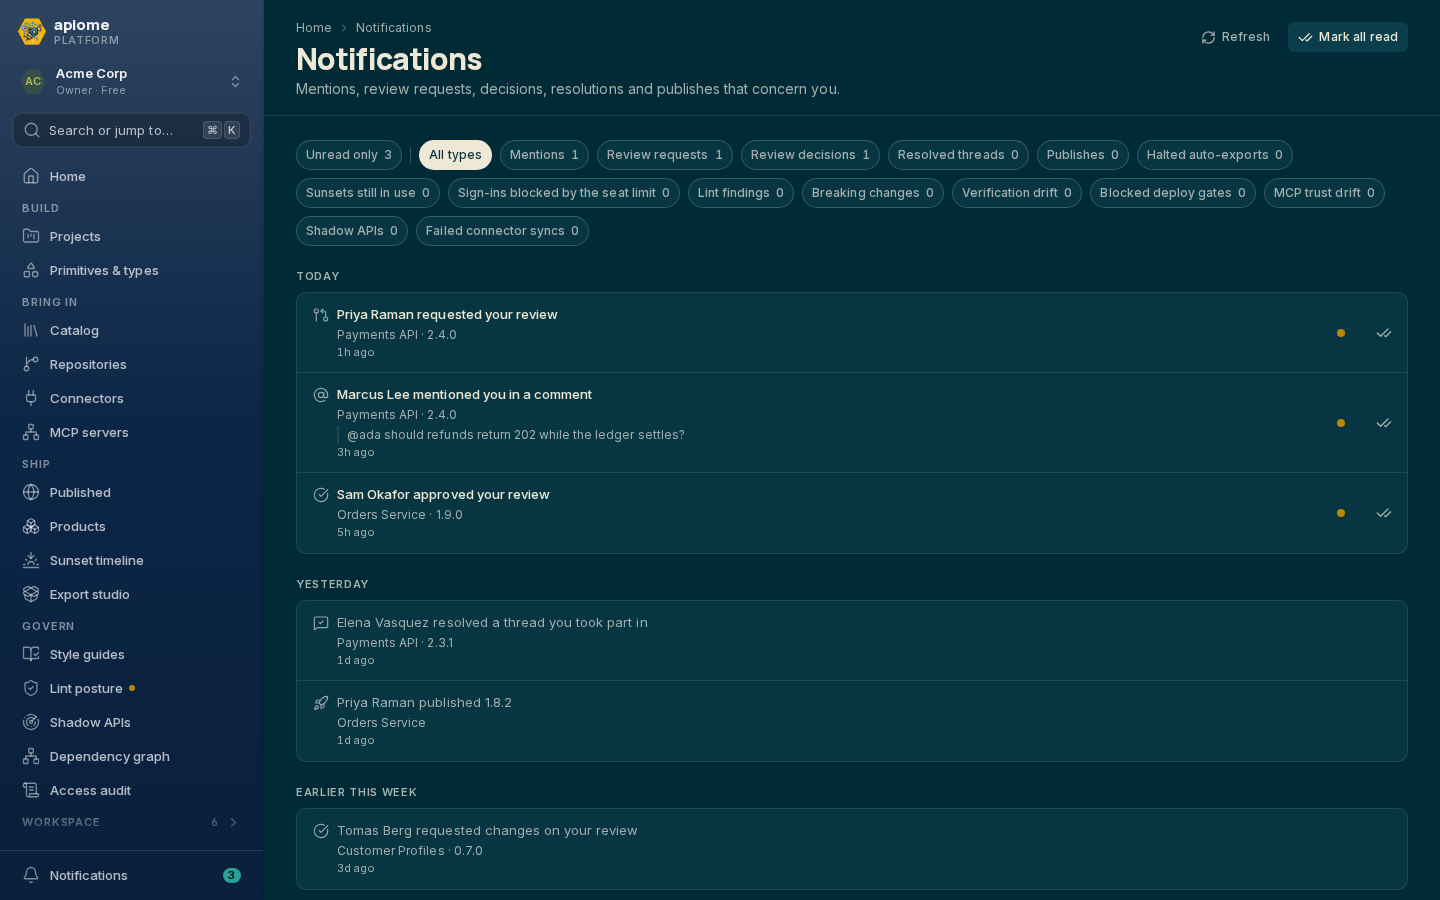 apiome
PLATFORM
AC
Acme Corp
Owner · Free
Search or jump to...
⌘ K
Home
BUILD
Projects
Primitives & types
BRING IN
Catalog
Repositories
Connectors
MCP servers
SHIP
Published
Products
Sunset timeline
Export studio
GOVERN
Style guides
Lint posture
Shadow APIs
Dependency graph
Access audit
WORKSPACE 6
Notifications 3
Home Notifications
Notifications
Mentions, review requests, decisions, resolutions and publishes that concern you.
Refresh
Mark all read
Unread only 3 All types Mentions 1 Review requests 1 Review decisions 1 Resolved threads 0 Publishes 0 Halted auto-exports 0
Sunsets still in use 0 Sign-ins blocked by the seat limit 0 Lint findings 0 Breaking changes 0 Verification drift 0 Blocked deploy gates 0 MCP trust drift 0
Shadow APIs 0 Failed connector syncs 0
TODAY
Priya Raman requested your review
Payments API · 2.4.0
1h ago
Marcus Lee mentioned you in a comment
Payments API · 2.4.0
@ada should refunds return 202 while the ledger settles?
3h ago
Sam Okafor approved your review
Orders Service · 1.9.0
5h ago
YESTERDAY
Elena Vasquez resolved a thread you took part in
Payments API · 2.3.1
1d ago
Priya Raman published 1.8.2
Orders Service
1d ago
EARLIER THIS WEEK
Tomas Berg requested changes on your review
Customer Profiles · 0.7.0
3d ago